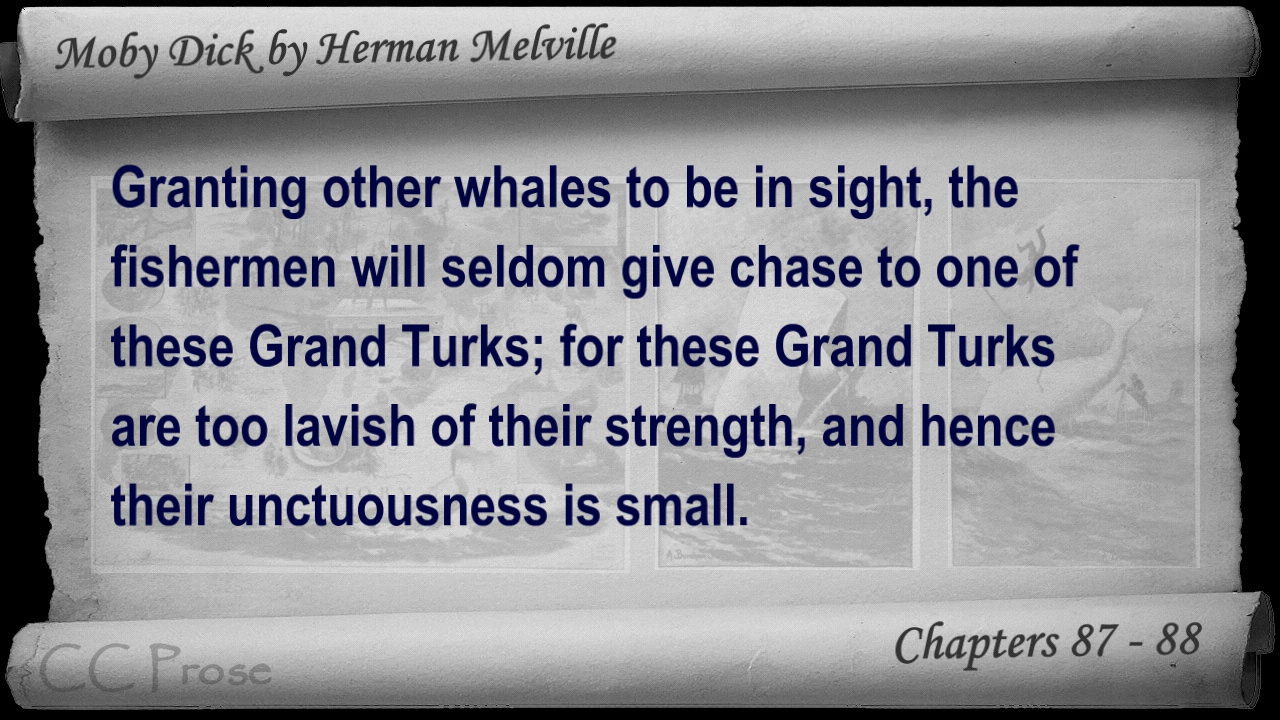 Moby Dick by Herman Melville
Granting other whales to be in sight, the
fishermen will seldom give chase to one of
these Grand Turks; for these Grand Turks
are too lavish of their strength, and hence
their unctuousness is small.
Chapters 87 - 88
CC Prose